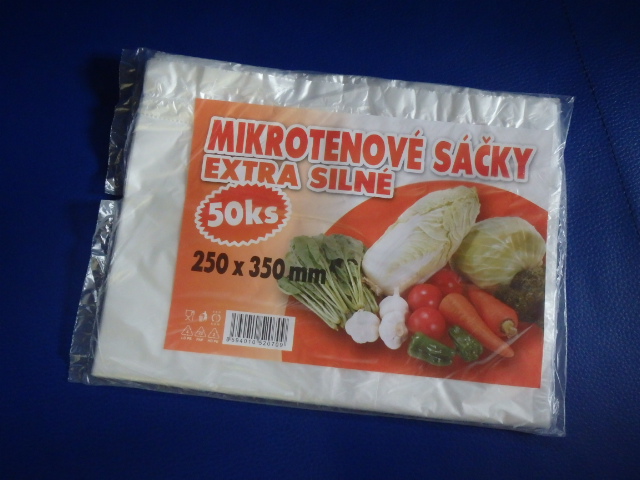 MIKROTENOVÉ SÁČKY
EXTRA SILNÉ
50ks
250 x 350 mm